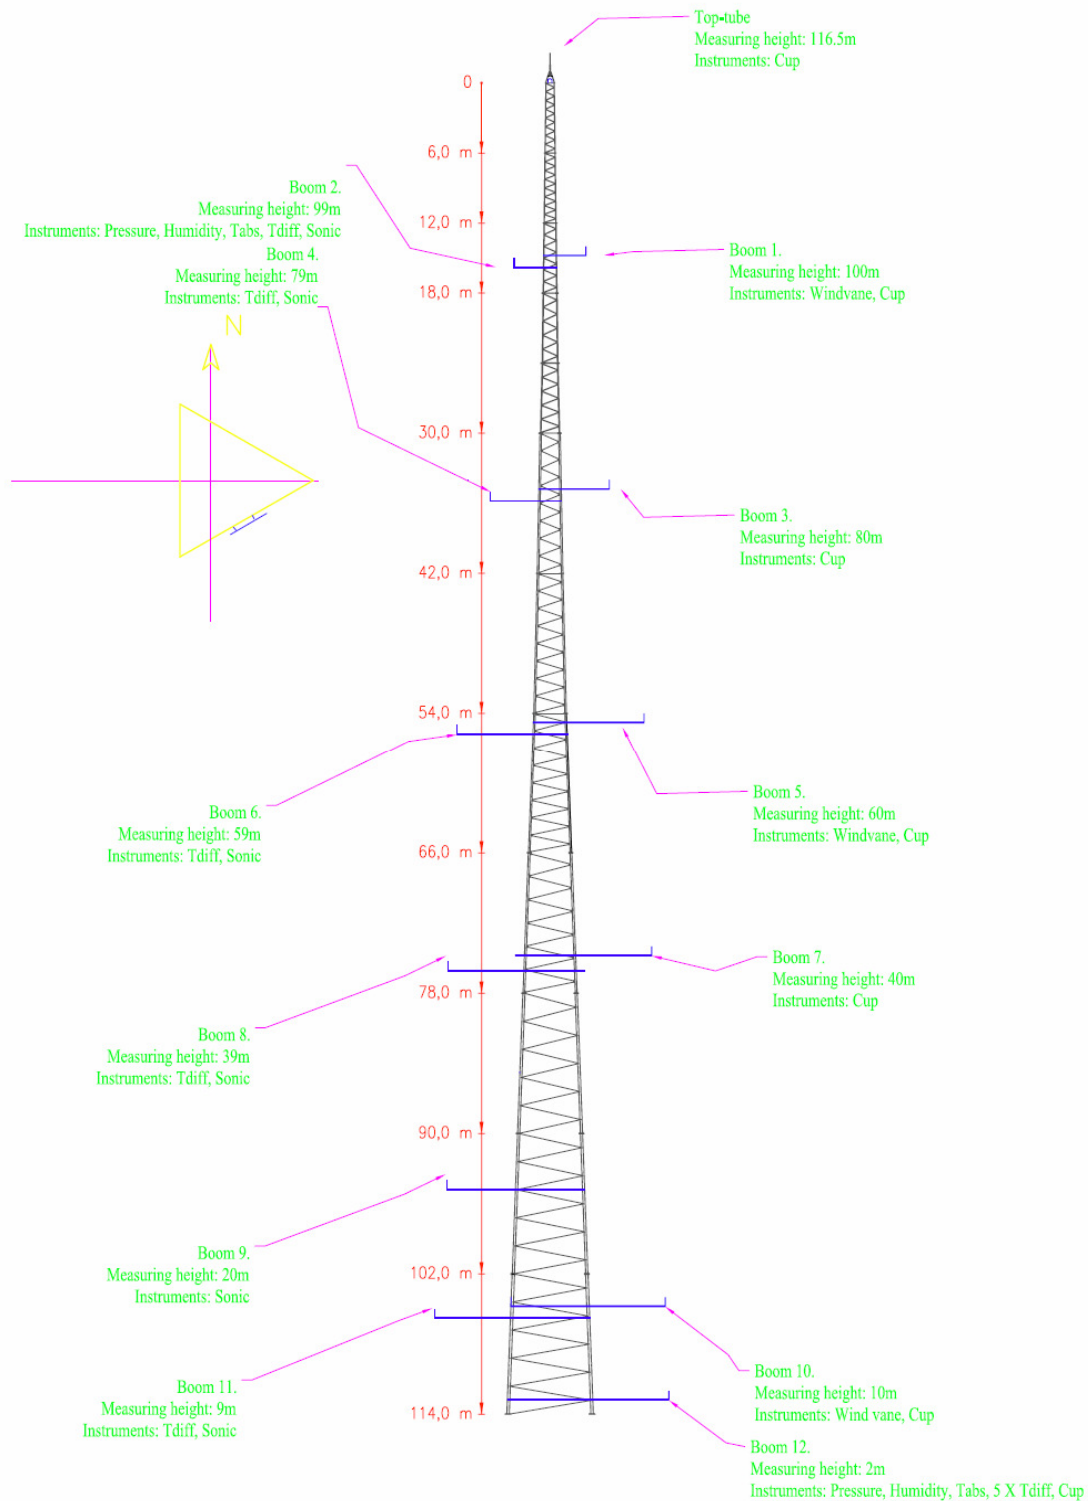 Top-tube
Measuring height: 116.5m
Instruments: Cup
0
6,0 m
Boom 2.
Measuring height: 99m
Instruments: Pressure, Humidity, Tabs, Tdiff, Sonic
12,0 m
Boom 1.
Measuring height: 100m
Instruments: Windvane, Cup
Boom 4.
Measuring height: 79m
Instruments: Tdiff, Sonic
18,0 m
N
30,0 m
Boom 3.
Measuring height: 80m
Instruments: Cup
42,0 m
54,0 m
Boom 6.
Measuring height: 59m
Instruments: Tdiff, Sonic
Boom 5.
Measuring height: 60m
Instruments: Windvane, Cup
66,0 m
Boom 7.
Measuring height: 40m
Instruments: Cup
78,0 m
Boom 8.
Measuring height: 39m
Instruments: Tdiff, Sonic
90,0 m
Boom 9.
Measuring height: 20m
Instruments: Sonic
102,0 m
Boom 10.
Measuring height: 10m
Instruments: Wind vane, Cup
Boom 11.
Measuring height: 9m
Instruments: Tdiff, Sonic
114,0 m
Boom 12.
Measuring height: 2m
Instruments: Pressure, Humidity, Tabs, 5 X Tdiff, Cup